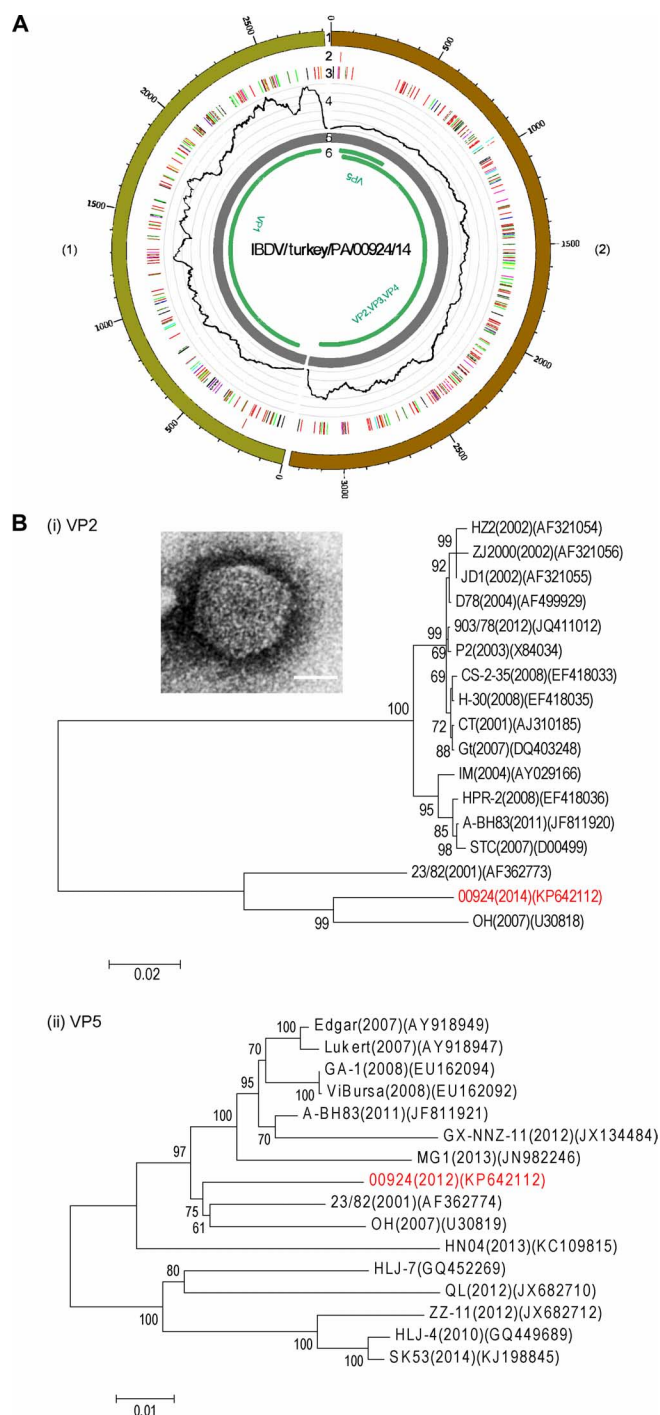 A
0
500
1000
1500
2000
2500
3000
0
500
1000
1500
2000
2500
1
2
3
4
5
6
(1)
(2)
VP5
VP1
IBDV/turkey/PA/00924/14
VP2,VP3,VP4
B
(i) VP2
HZ2(2002)(AF321054)
ZJ2000(2002)(AF321056)
JD1(2002)(AF321055)
D78(2004)(AF499929)
903/78(2012)(JQ411012)
P2(2003)(X84034)
CS-2-35(2008)(EF418033)
H-30(2008)(EF418035)
CT(2001)(AJ310185)
Gt(2007)(DQ403248)
IM(2004)(AY029166)
HPR-2(2008)(EF418036)
A-BH83(2011)(JF811920)
STC(2007)(D00499)
23/82(2001)(AF362773)
00924(2014)(KP642112)
OH(2007)(U30818)
99
92
99
69
69
72
88
100
95
85
98
99
0.02
(ii) VP5
Edgar(2007)(AY918949)
Lukert(2007)(AY918947)
GA-1(2008)(EU162094)
ViBursa(2008)(EU162092)
A-BH83(2011)(JF811921)
GX-NNZ-11(2012)(JX134484)
MG1(2013)(JN982246)
00924(2012)(KP642112)
23/82(2001)(AF362774)
OH(2007)(U30819)
HN04(2013)(KC109815)
HLJ-7(GQ452269)
QL(2012)(JX682710)
ZZ-11(2012)(JX682712)
HLJ-4(2010)(GQ449689)
SK53(2014)(KJ198845)
100
70
95
100
100
70
97
75
61
80
100
100
100
0.01